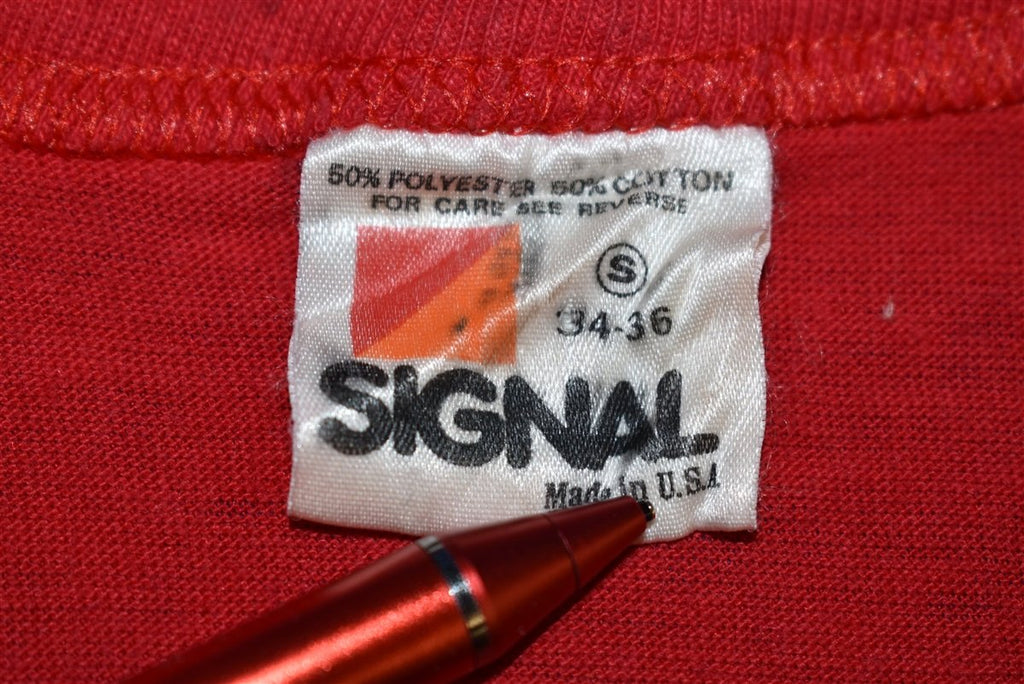 50% POLYESTER 50% COTTON
FOR CARE SEE REVERSE
S
34-36
SIGNAL
Made in U.S.A